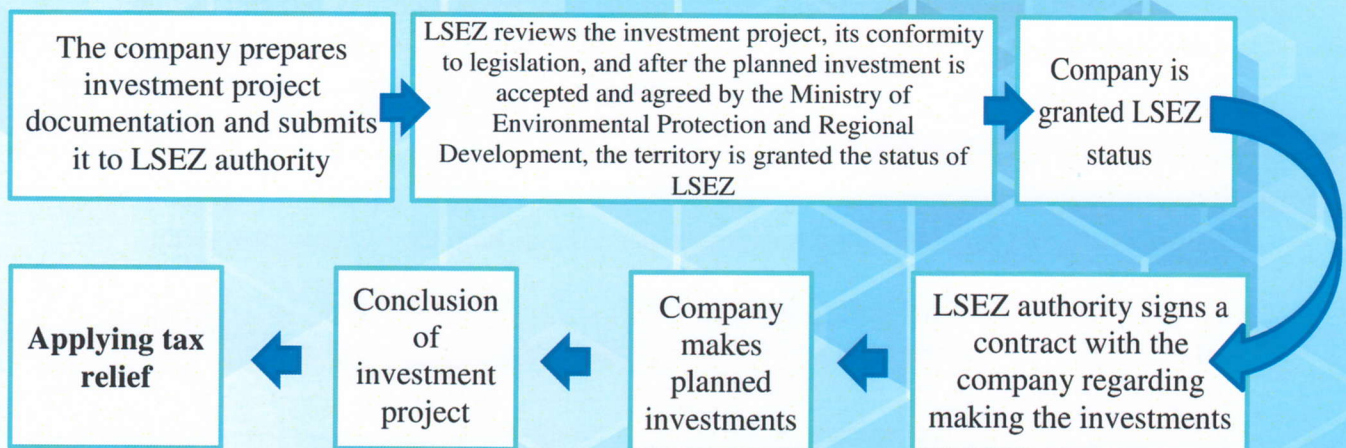 The company prepares
investment project
documentation and submits
it to LSEZ authority
LSEZ reviews the investment project, its conformity
to legislation, and after the planned investment is
accepted and agreed by the Ministry of
Environmental Protection and Regional
Development, the territory is granted the status of
LSEZ
Company is
granted LSEZ
status
LSEZ authority signs a
contract with the
company regarding
making the investments
Company
makes
planned
investments
Conclusion
of
investment
project
Applying tax
relief